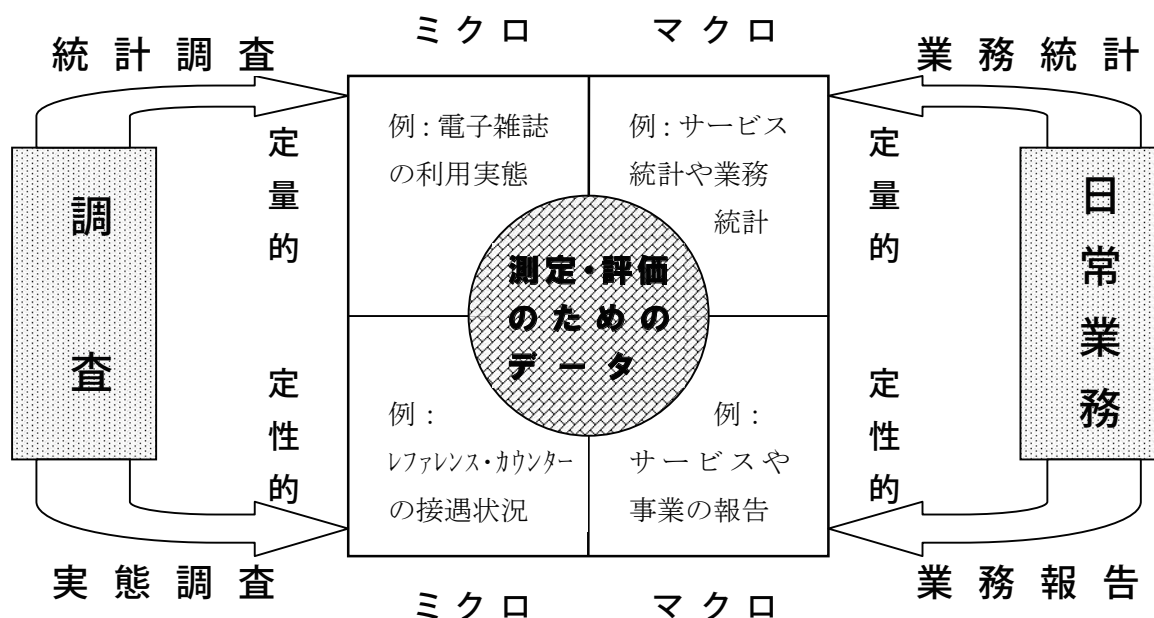 ミクロ
マクロ
統計調査
業務統計
調査
定量的
例：電子雑誌
の利用実態
例：サービス
統計や業務
統計
定量的
日常業務
測定・評価
のための
データ
定性的
例：
ﾚﾌｧﾚﾝｽ・ｶｳﾝﾀｰ
の接遇状況
例：
サービスや
事業の報告
定性的
実態調査
業務報告
ミクロ
マクロ